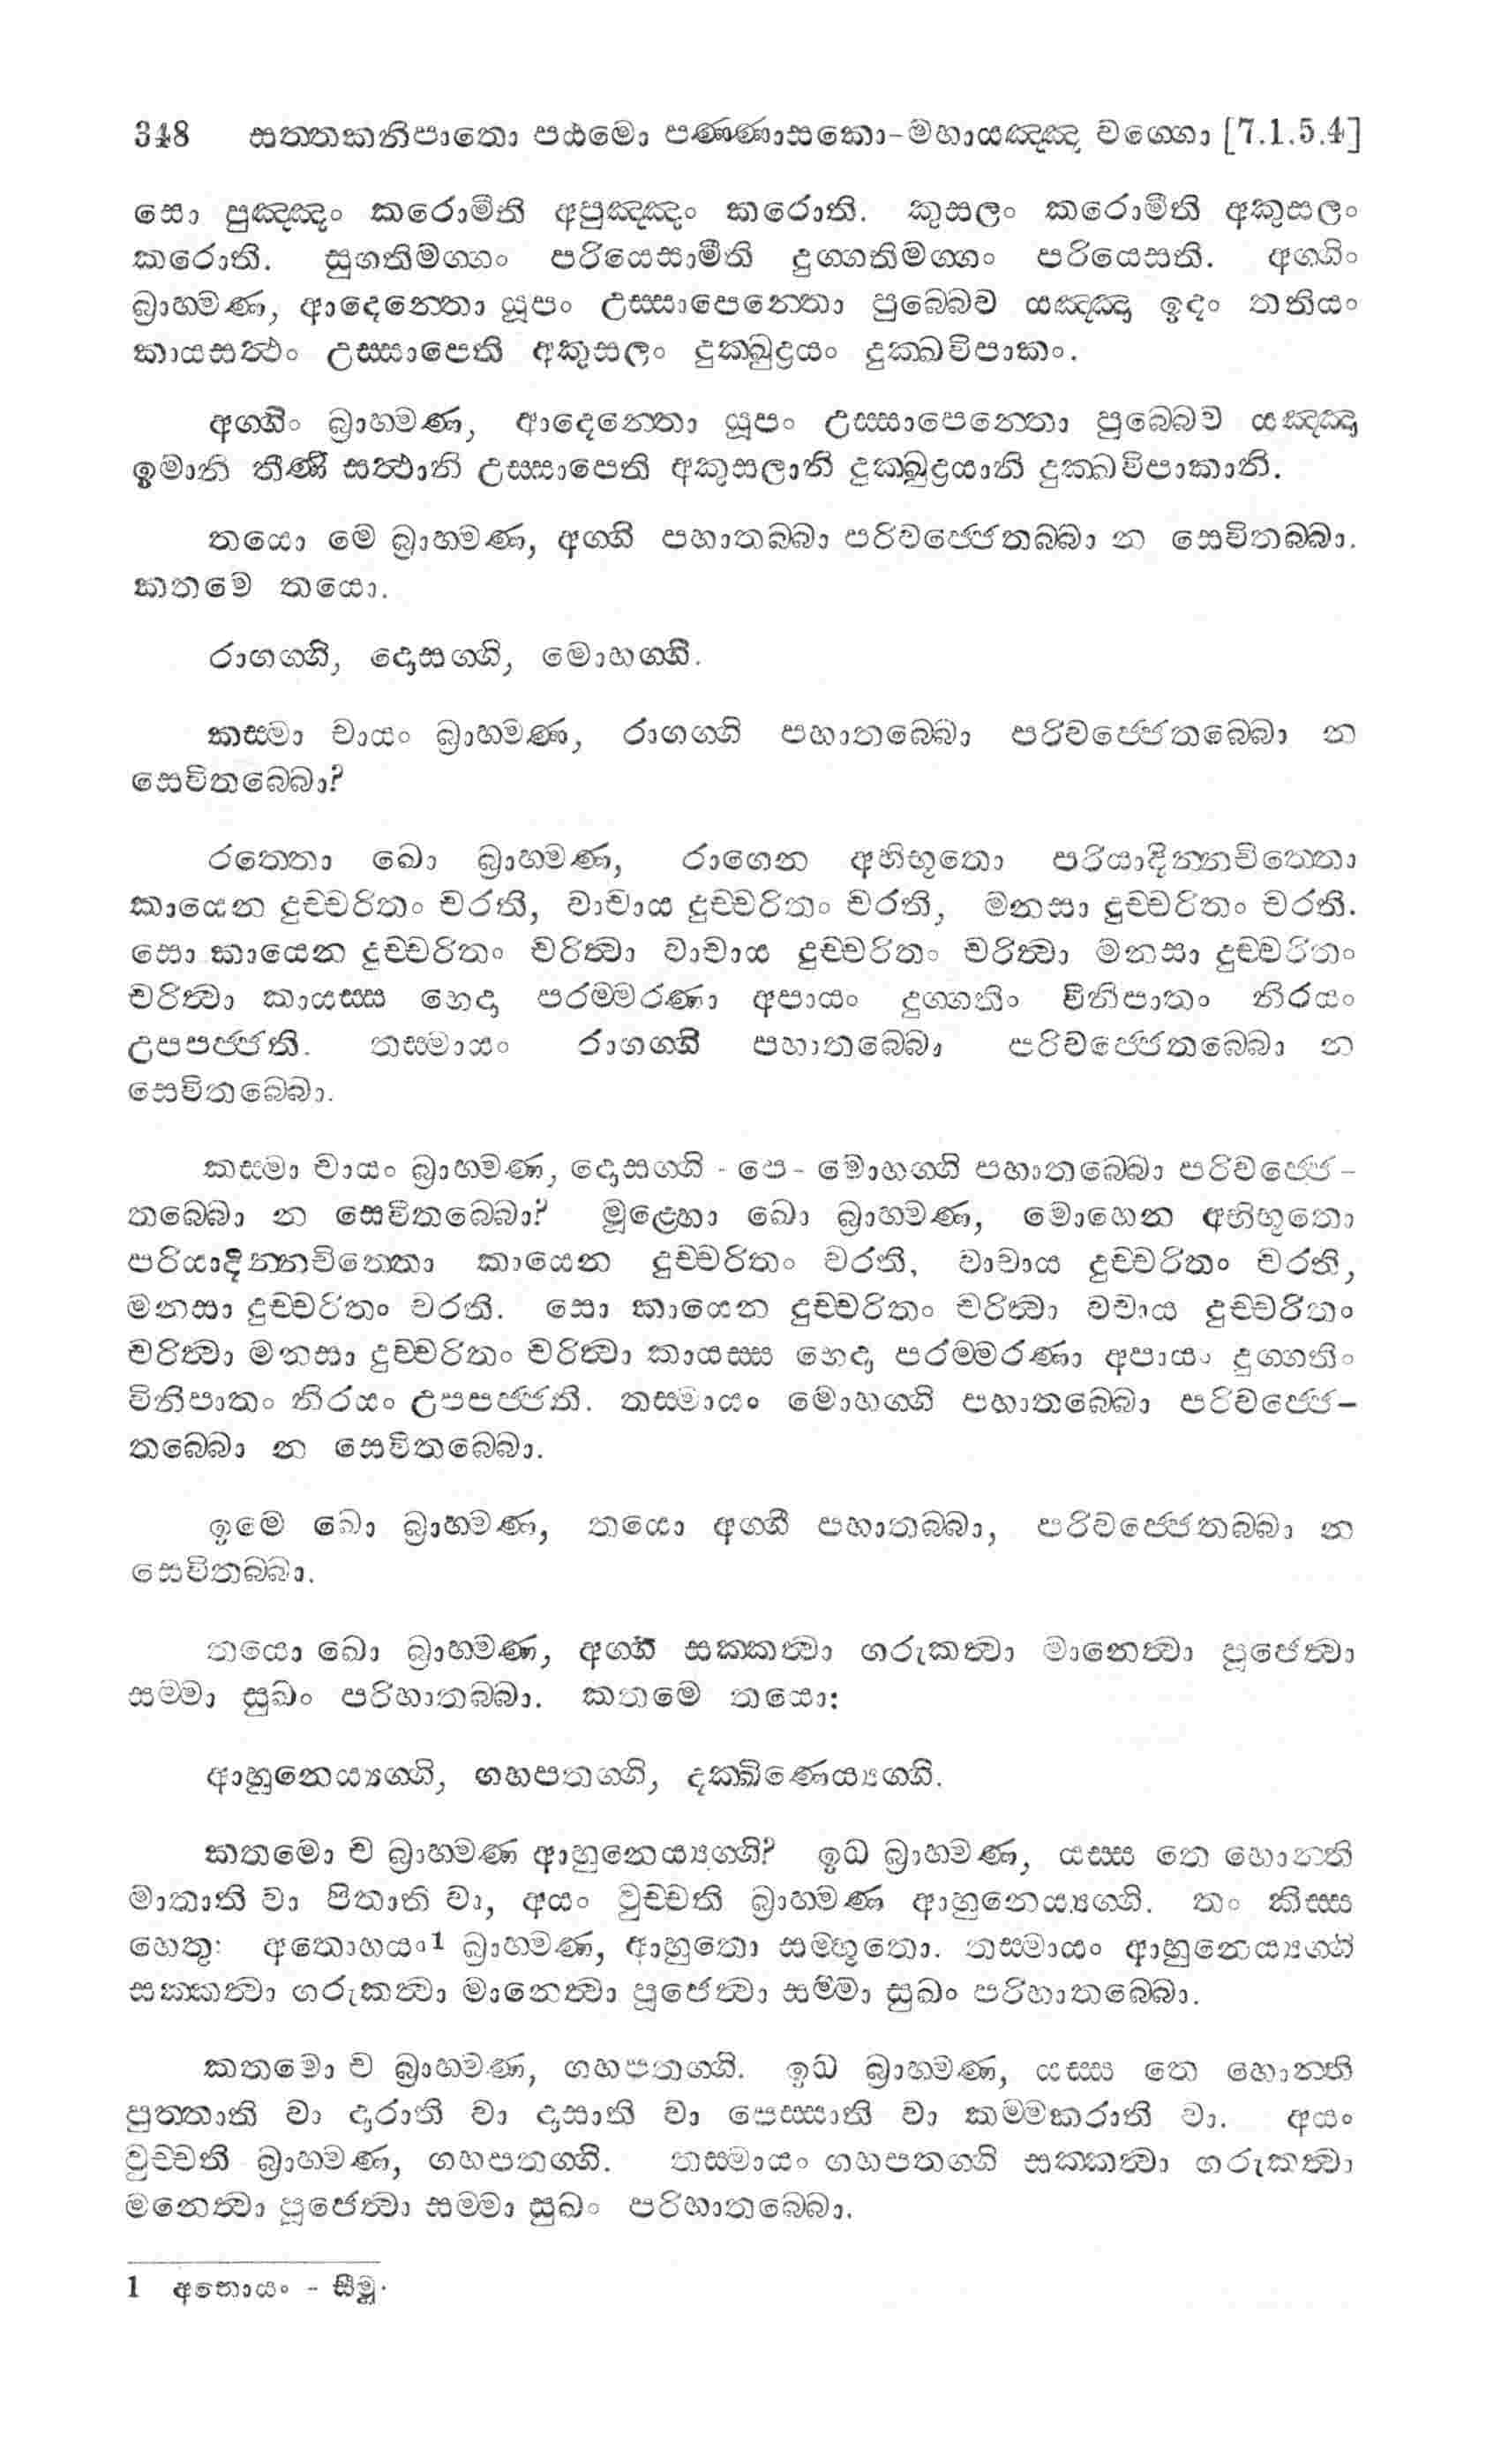 348 සත්තකනිපාතො පඨමො පණ්ණාසකො-මහායඤ්ඤ වග්ගො [7.1.5.4]
සො පුඤ්ඤං කරොමීති අපුඤ්ඤං කරොති. කුසලං කරොමීති අකුසලං
කරොති. සුගතිමග්ගං පරියෙසාමීති දුග්ගතිමග්ගං පරියෙසති. අග්ගිං
බ්‍රාහ්මණ, ආදෙන්තො යූපං උස්සාපෙන්තො පුබ්බෙව යඤ්ඤා ඉදං තතියං
කායසත්ථං උස්සාපෙති අකුසලං දුක්ඛුද්‍රයං දුක්ඛවිපාකං.
අග්ගිං බ්‍රාහ්මණ, ආදෙන්තො යූපං උස්සාපෙන්තො පුබ්බෙව යඤ්ඤා
ඉමානි තීණි සත්ථානි උස්සාපෙති අකුසලානි දුක්ඛුද්‍රයානි දුක්ඛවිපාකානි.
තයො මෙ බ්‍රාහ්මණ, අග්ගී පහාතබ්බා පරිවජ්ජෙතබ්බා න සෙවිතබ්බා.
කතමෙ තයො.
රාගග්ගි, දොසග්ගි, මොහග්ගි.
කස්මා චායං බ්‍රාහ්මණ, රාගග්ගි පහාතබ්බො පරිවජ්ජෙතබ්බො න
සෙවිතබ්බො?
රත්තො ඛො බ්‍රාහ්මණ, රාගෙන අභිභූතො පරියාදින්නචිත්තො
කායෙන දුච්චරිතං චරති, වාචාය දුච්චරිතං චරති, මනසා දුච්චරිතං චරති.
සො කායෙන දුච්චරිතං චරිත්‍වා වාචාය දුච්චරිතං චරිත්‍වා මනසා දුච්චරිතං
චරිත්‍වා කායස්ස භෙදා පරම්මරණා අපායං දුග්ගතිං විනිපාතං නිරයං
උපපජ්ජති. තස්මායං රාගග්ගි පහාතබ්බො පරිවජ්ජෙතබ්බො න
සෙවිතබ්බො.
කස්මා චායං බ්‍රාහ්මණ, දොසග්ගි - පෙ- මොහග්ගි පහාතබ්බො පරිවජ්ජෙ-
තබ්බො න සෙවිතබ්බො? මූළ්හො ඛො බ්‍රාහ්මණ, මොහෙන අභිභූතො
පරියාදින්නචිත්තො කායෙන දුච්චරිතං චරති, වාචාය දුච්චරිතං චරති,
මනසා දුච්චරිතං චරති. සො කායෙන දුච්චරිතං චරිත්‍වා වචාය දුච්චරිතං
චරිත්‍වා මනසා දුච්චරිතං චරිත්‍වා කායස්ස භෙදා පරම්මරණා අපායං දුග්ගතිං
විනිපාතං නිරයං උපපජ්ජති. තස්මායං මොහග්ගි පහාතබ්බො පරිවජ්ජෙ-
තබ්බො න සෙවිතබ්බො.
ඉමෙ ඛො බ්‍රාහ්මණ, තයො අග්ගී පහාතබ්බා, පරිවජ්ජෙතබ්බා න
සෙවිතබ්බා.
තයො ඛො බ්‍රාහ්මණ, අග්ගී සක්කත්‍වා ගරුකත්‍වා මානෙත්‍වා පූජෙත්‍වා
සම්මා සුඛං පරිහාතබ්බා. කතමෙ තයො:
ආහුනෙය්‍යග්ගි, ගහපතග්ගි, දක්ඛිණෙය්‍යග්ගි.
කතමො ච බ්‍රාහ්මණ ආහුනෙය්‍යග්ගි? ඉධ බ්‍රාහ්මණ, යස්ස තෙ හොන්ති
මාතාති වා පිතාති වා, අයං වුච්චති බ්‍රාහ්මණ ආහුනෙය්‍යග්ගි. තං කිස්ස
හෙතු: අතොහයං1 බ්‍රාහ්මණ, ආහුතො සම්භූතො. තස්මායං ආහුනෙය්‍යග්ගි
සක්කත්‍වා ගරුකත්‍වා මානෙත්‍වා පූජෙත්‍වා සම්මා සුඛං පරිහාතබ්බො.
කතමො ච බ්‍රාහ්මණ, ගහපතග්ගි. ඉධ බ්‍රාහ්මණ, යස්ස තෙ හොන්ති
පුත්තාති වා දාරාති වා දාසාති වා පෙස්සාති වා කම්මකරාති වා. අයං
වුච්චති බ්‍රාහ්මණ, ගහපතග්ගි. තස්මායං ගහපතග්ගි සක්කත්‍වා ගරුකත්‍වා
මනෙත්‍වා පූජෙත්‍වා සම්මා සුඛං පරිහාතබ්බො.
1 අතොයං - සීමු.